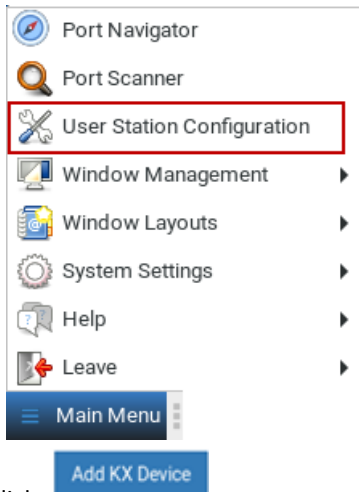 Port Navigator
Port Scanner
User Station Configuration
Window Management
Window Layouts
System Settings
Help
Leave
Main Menu
Add KX Device